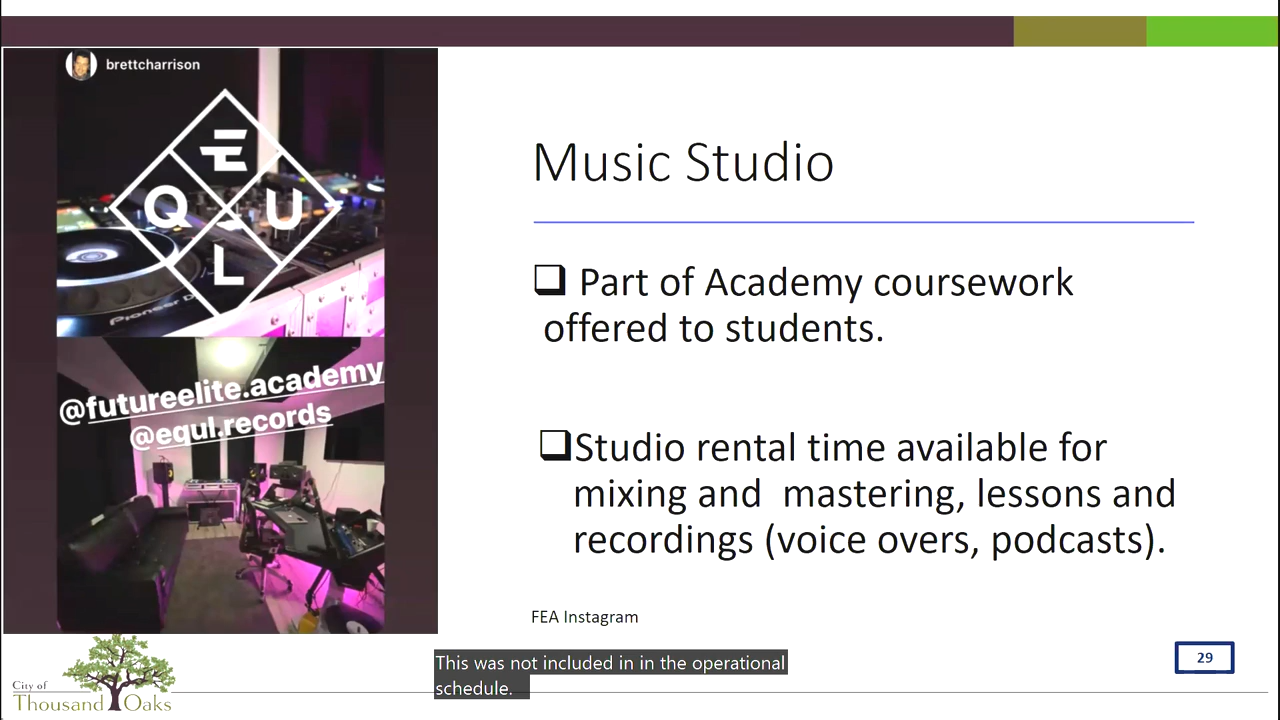 brettcharrison
E
Q U
L
Pioneer DJ
@futureelite.academy
@equl.records
Music Studio
❑ Part of Academy coursework
offered to students.
❑Studio rental time available for
mixing and  mastering, lessons and
recordings (voice overs, podcasts).
FEA Instagram
29
This was not included in in the operational
schedule.
City of
Thousand Oaks